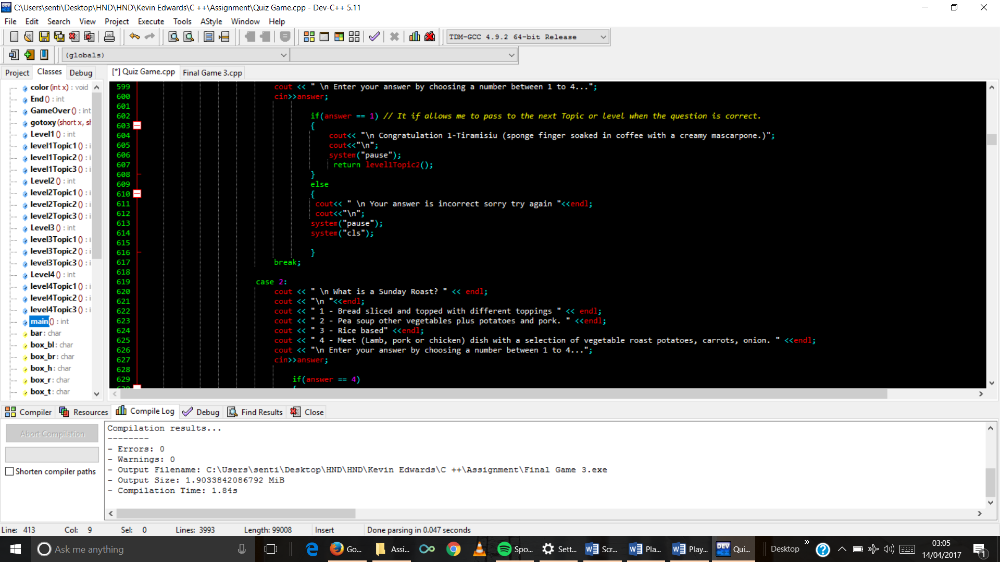 C:\Users\senti\Desktop\HND\HND\Kevin Edwards\C ++\Assignment\Quiz Game.cpp - Dev-C++ 5.11
File Edit Search View Project Execute Tools AStyle Window Help
TDM-GCC 4.9.2 64-bit Release
(globals)
Project Classes Debug
[*] Quiz Game.cpp Final Game 3.cpp
color (int x) : void
End () : int
GameOver () : int
gotoxy (short x, sh
Level1 () : int
level1Topic1 () : i
level1Topic2 () : i
level1Topic3 () : i
Level2 () : int
level2Topic1 () : i
level2Topic2 () : i
level2Topic3 () : i
Level3 () : int
level3Topic1 () : i
level3Topic2 () : i
level3Topic3 () : i
Level4 () : int
level4Topic1 () : i
level4Topic2 () : i
level4Topic3 () : i
main () : int
bar : char
box_bl : char
box_br : char
box_h : char
box_r : char
box_t : char
599 cout << " \n Enter your answer by choosing a number between 1 to 4...";
600 cin>>answer;
601
602 if(answer == 1) // It if allows me to pass to the next Topic or level when the question is correct.
603 {
604 cout<< "\n Congratulation 1-Tiramisiu (sponge finger soaked in coffee with a creamy mascarpone.)";
605 cout<<"\n";
606 system("pause");
607 return level1Topic2();
608 }
609 else
610 {
611 cout<< " \n Your answer is incorrect sorry try again "<<endl;
612 cout<<"\n";
613 system("pause");
614 system("cls");
615
616 }
617 break;
618
619 case 2:
620 cout << " \n What is a Sunday Roast? " << endl;
621 cout << "\n "<<endl;
622 cout << " 1 - Bread sliced and topped with different toppings " << endl;
623 cout << " 2 - Pea soup other vegetables plus potatoes and pork. " <<endl;
624 cout << " 3 - Rice based" <<endl;
625 cout << " 4 - Meet (Lamb, pork or chicken) dish with a selection of vegetable roast potatoes, carrots, onion. " <<endl;
626 cout << "\n Enter your answer by choosing a number between 1 to 4...";
627 cin>>answer;
628
629 if(answer == 4)
630 {
Compiler Resources Compile Log Debug Find Results Close
Abort Compilation
Shorten compiler paths
Compilation results...
--------
- Errors: 0
- Warnings: 0
- Output Filename: C:\Users\senti\Desktop\HND\HND\Kevin Edwards\C ++\Assignment\Final Game 3.exe
- Output Size: 1.9033842086792 MiB
- Compilation Time: 1.84s
Line: 413 Col: 9 Sel: 0 Lines: 3993 Length: 99008 Insert Done parsing in 0.047 seconds
Ask me anything Go... Assi... Spo... Sett... Scr... Pla... Play... Qui... Desktop 03:05
14/04/2017 1